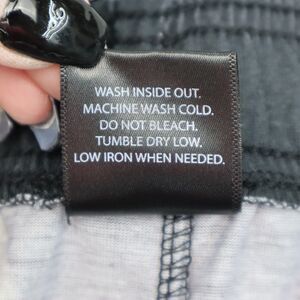 WASH INSIDE OUT.
MACHINE WASH COLD.
DO NOT BLEACH.
TUMBLE DRY LOW.
LOW IRON WHEN NEEDED.